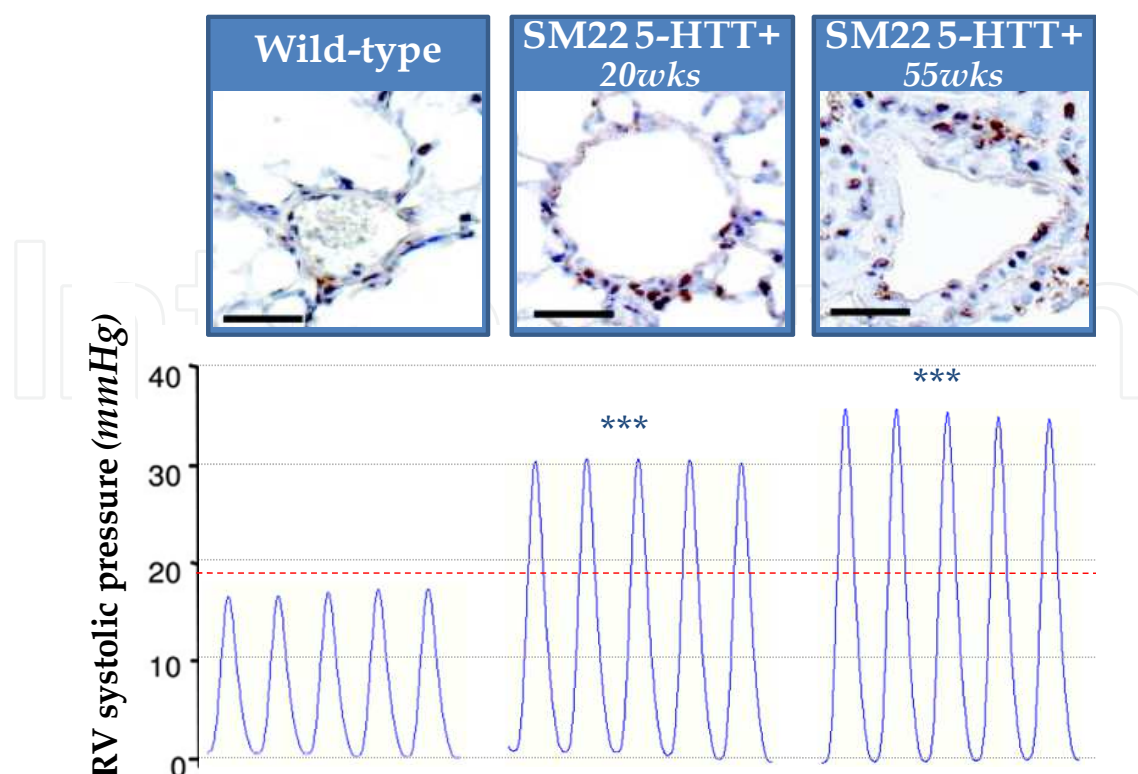 Wild-type
SM22 5-HTT+
20wks
SM22 5-HTT+
55wks
RV systolic pressure (mmHg)
40
30
20
10
0
***
***